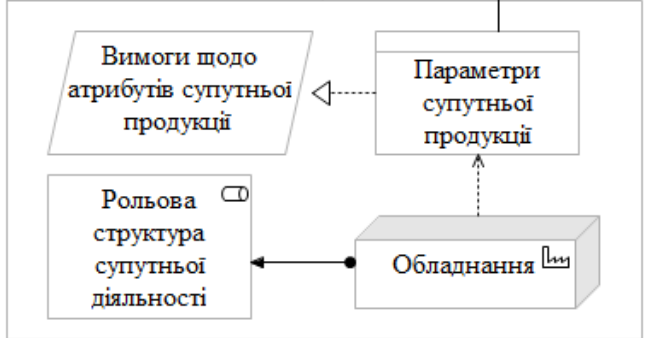 Вимоги щодо
атрибутів супутньої
продукції
Параметри
супутньої
продукції
Рольова
структура
супутньої
діяльності
Обладнання